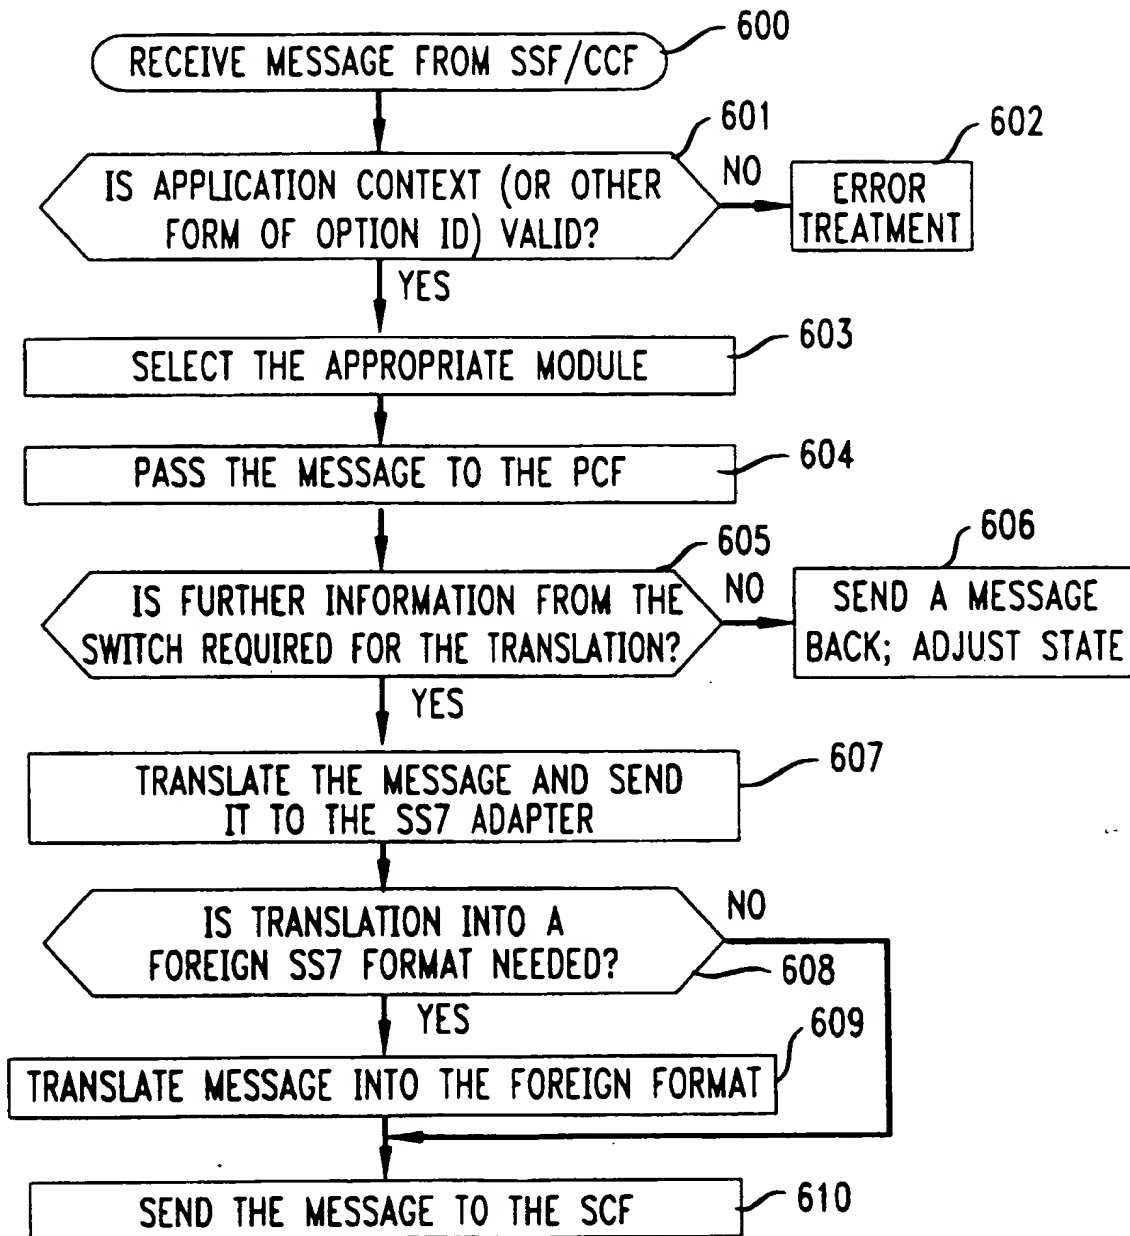 600
RECEIVE MESSAGE FROM SSF/CCF
601
602
IS APPLICATION CONTEXT (OR OTHER
FORM OF OPTION ID) VALID?
NO
ERROR
TREATMENT
YES
603
SELECT THE APPROPRIATE MODULE
604
PASS THE MESSAGE TO THE PCF
605
606
IS FURTHER INFORMATION FROM THE
SWITCH REQUIRED FOR THE TRANSLATION?
NO
SEND A MESSAGE
BACK; ADJUST STATE
YES
607
TRANSLATE THE MESSAGE AND SEND
IT TO THE SS7 ADAPTER
IS TRANSLATION INTO A
FOREIGN SS7 FORMAT NEEDED?
NO
608
YES
609
TRANSLATE MESSAGE INTO THE FOREIGN FORMAT
610
SEND THE MESSAGE TO THE SCF